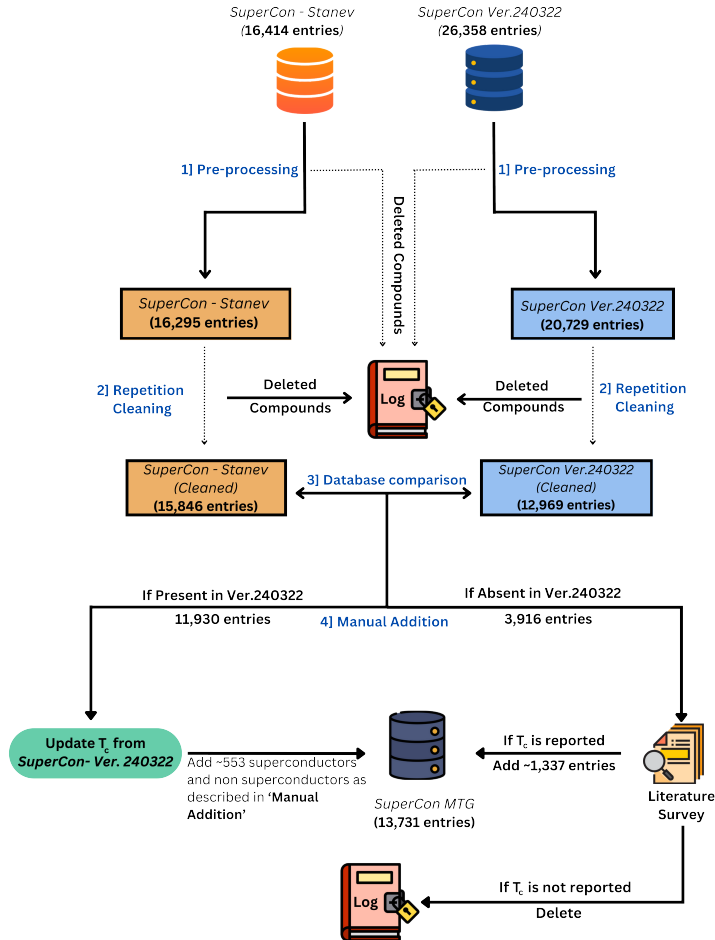 SuperCon - Stanev
(16,414 entries)
SuperCon Ver.240322
(26,358 entries)
1] Pre-processing
1] Pre-processing
Deleted Compounds
SuperCon - Stanev
(16,295 entries)
SuperCon Ver.240322
(20,729 entries)
2] Repetition
Cleaning
Deleted
Compounds
Log
Deleted
Compounds
2] Repetition
Cleaning
SuperCon - Stanev
(Cleaned)
(15,846 entries)
3] Database comparison
SuperCon Ver.240322
(Cleaned)
(12,969 entries)
If Present in Ver.240322
11,930 entries
4] Manual Addition
If Absent in Ver.240322
3,916 entries
Update Tc from
SuperCon- Ver. 240322
Add ~553 superconductors
and non superconductors as
described in ‘Manual
Addition’
SuperCon MTG
(13,731 entries)
If Tc is reported
Add ~1,337 entries
Literature
Survey
Log
If Tc is not reported
Delete